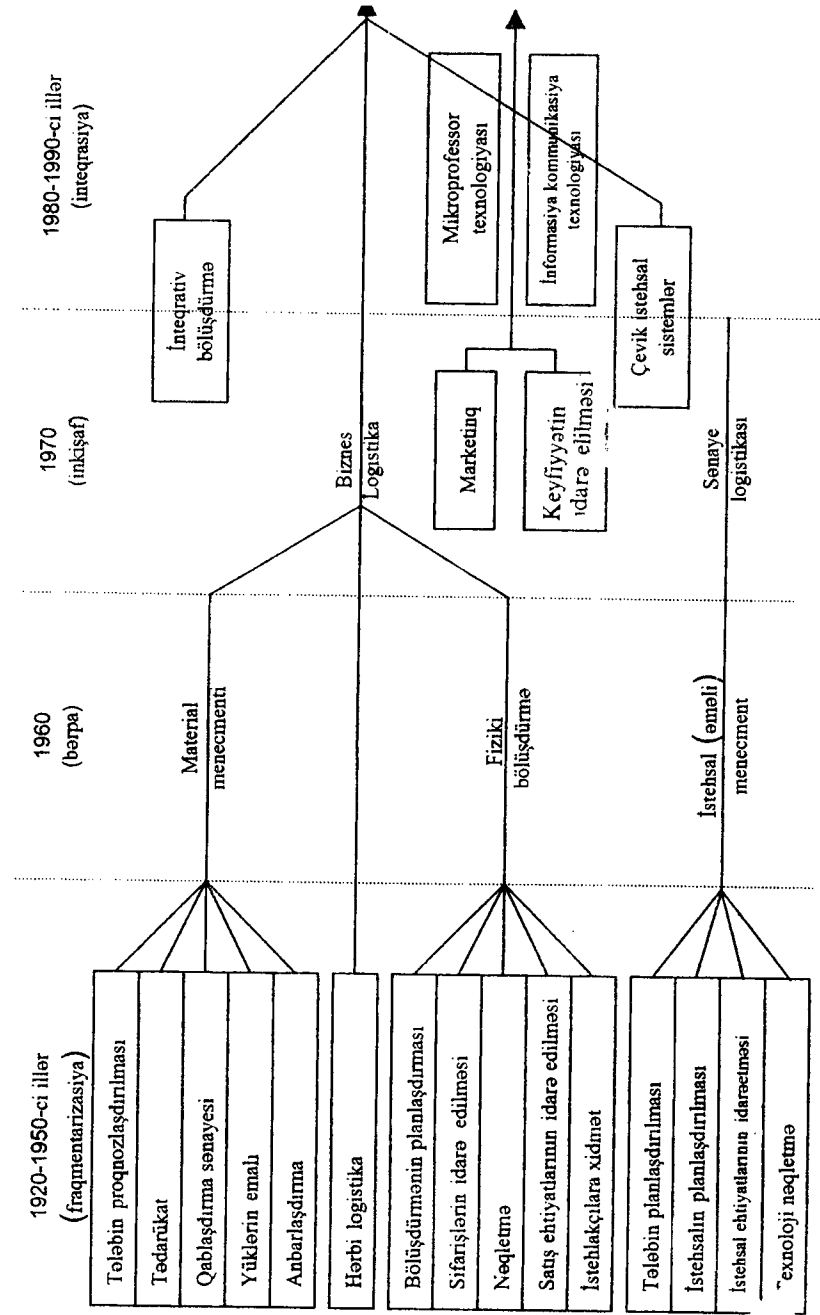 1920-1950-ci illər
(fraqmentarizasiya)
1960
(bərpa)
1970
(inkişaf)
1980-1990-cı illər
(inteqrasiya)
Tələbin proqnozlaşdırılması
Tədarükat
Qablaşdırma sənayesi
Yüklərin emalı
Anbarlaşdırma
Hərbi logistika
Bölüşdürmənin planlaşdırması
Sifarişlərin idarə edilməsi
Nəqletmə
Satış ehtiyatlarının idarə edilməsi
İstehlakçılara xidmət
Tələbin planlaşdırılması
İstehsalın planlaşdırılması
İstehsal ehtiyatlarının idarəetməsi
Texnoloji nəqletmə
Material
menecmenti
Fiziki
bölüşdürmə
İstehsal (əməli)
menecment
Biznes
Logistika
Marketinq
Keyfiyyətin
idarə elilməsi
Sənaye
logistikası
İnteqrativ
bölüşdürmə
Mikroprofessor
texnologiyası
İnformasiya kommunikasiya
texnologiyası
Çevik istehsal
sistemlər